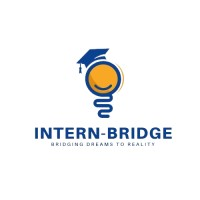 INTERN-BRIDGE
BRIDGING DREAMS TO REALITY